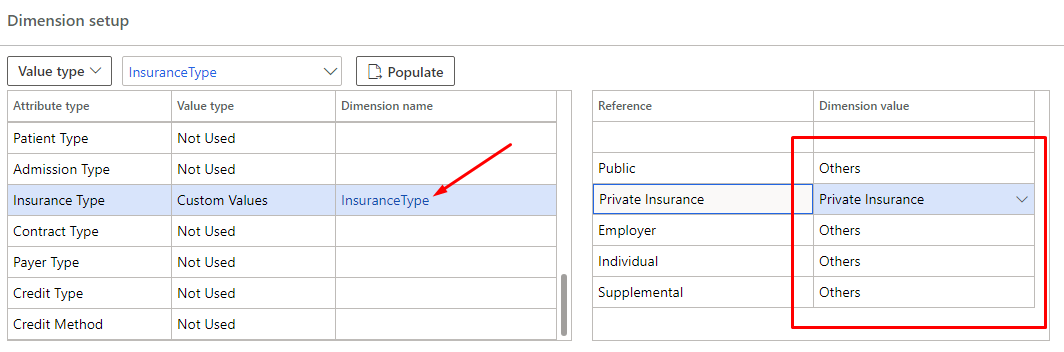 Dimension setup
Value type InsuranceType Populate
Attribute type Value type Dimension name
Patient Type Not Used
Admission Type Not Used
Insurance Type Custom Values InsuranceType
Contract Type Not Used
Payer Type Not Used
Credit Type Not Used
Credit Method Not Used
Reference Dimension value
Public Others
Private Insurance Private Insurance
Employer Others
Individual Others
Supplemental Others